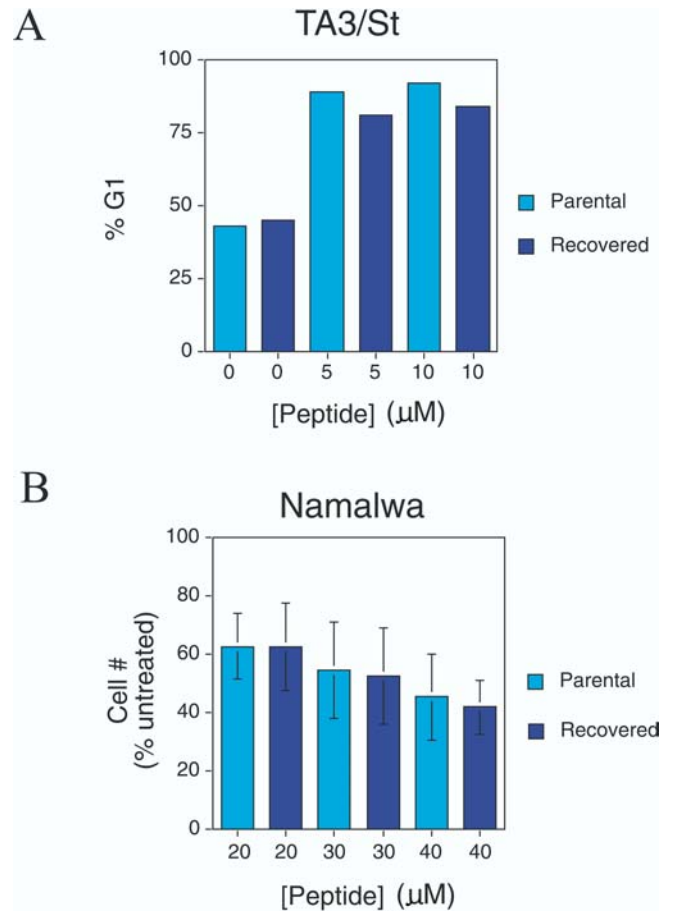 A
TA3/St
100
75
50
25
0
% G1
0 0 5 5 10 10
[Peptide] (µM)
Parental
Recovered
B
Namalwa
100
80
60
40
20
0
Cell #
(% untreated)
20 20 30 30 40 40
[Peptide] (µM)
Parental
Recovered